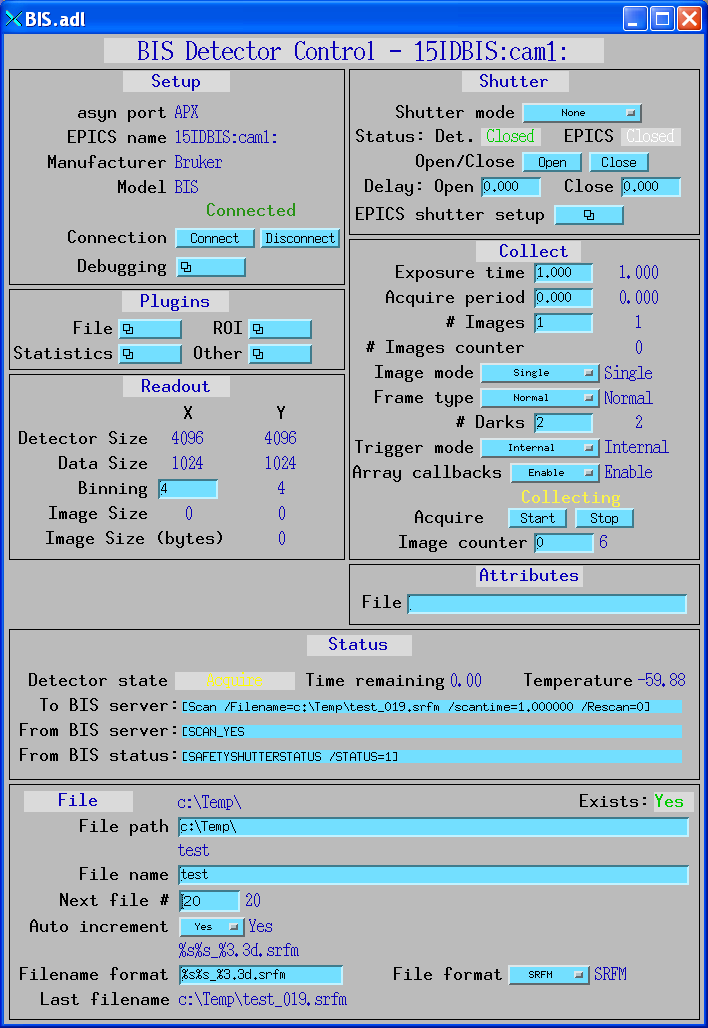 BIS.adl
BIS Detector Control - 15IDBIS:cam1:
Setup
asyn port APX
EPICS name 15IDBIS:cam1:
Manufacturer Bruker
Model BIS
Connected
Connection Connect Disconnect
Debugging
Plugins
File ROI
Statistics Other
Readout
X Y
Detector Size 4096 4096
Data Size 1024 1024
Binning 4 4
Image Size 0 0
Image Size (bytes) 0
Shutter
Shutter mode None
Status: Det. Closed EPICS Closed
Open/Close Open Close
Delay: Open 0.000 Close 0.000
EPICS shutter setup
Collect
Exposure time 1.000 1.000
Acquire period 0.000 0.000
# Images 1 1
# Images counter 0
Image mode Single Single
Frame type Normal Normal
# Darks 2 2
Trigger mode Internal Internal
Array callbacks Enable Enable
Collecting
Acquire Start Stop
Image counter 0 6
Attributes
File
Status
Detector state Acquire Time remaining 0.00 Temperature -59.88
To BIS server: [Scan /Filename=c:\Temp\test_019.srfm /scantime=1.000000 /Rescan=0]
From BIS server: [SCAN_YES
From BIS status: [SAFETYSHUTTERSTATUS /STATUS=1]
File c:\Temp\ Exists: Yes
File path c:\Temp\
test
File name test
Next file # 20 20
Auto increment Yes Yes
%s%s_%3.3d.srfm
Filename format %s%s_%3.3d.srfm File format SRFM SRFM
Last filename c:\Temp\test_019.srfm